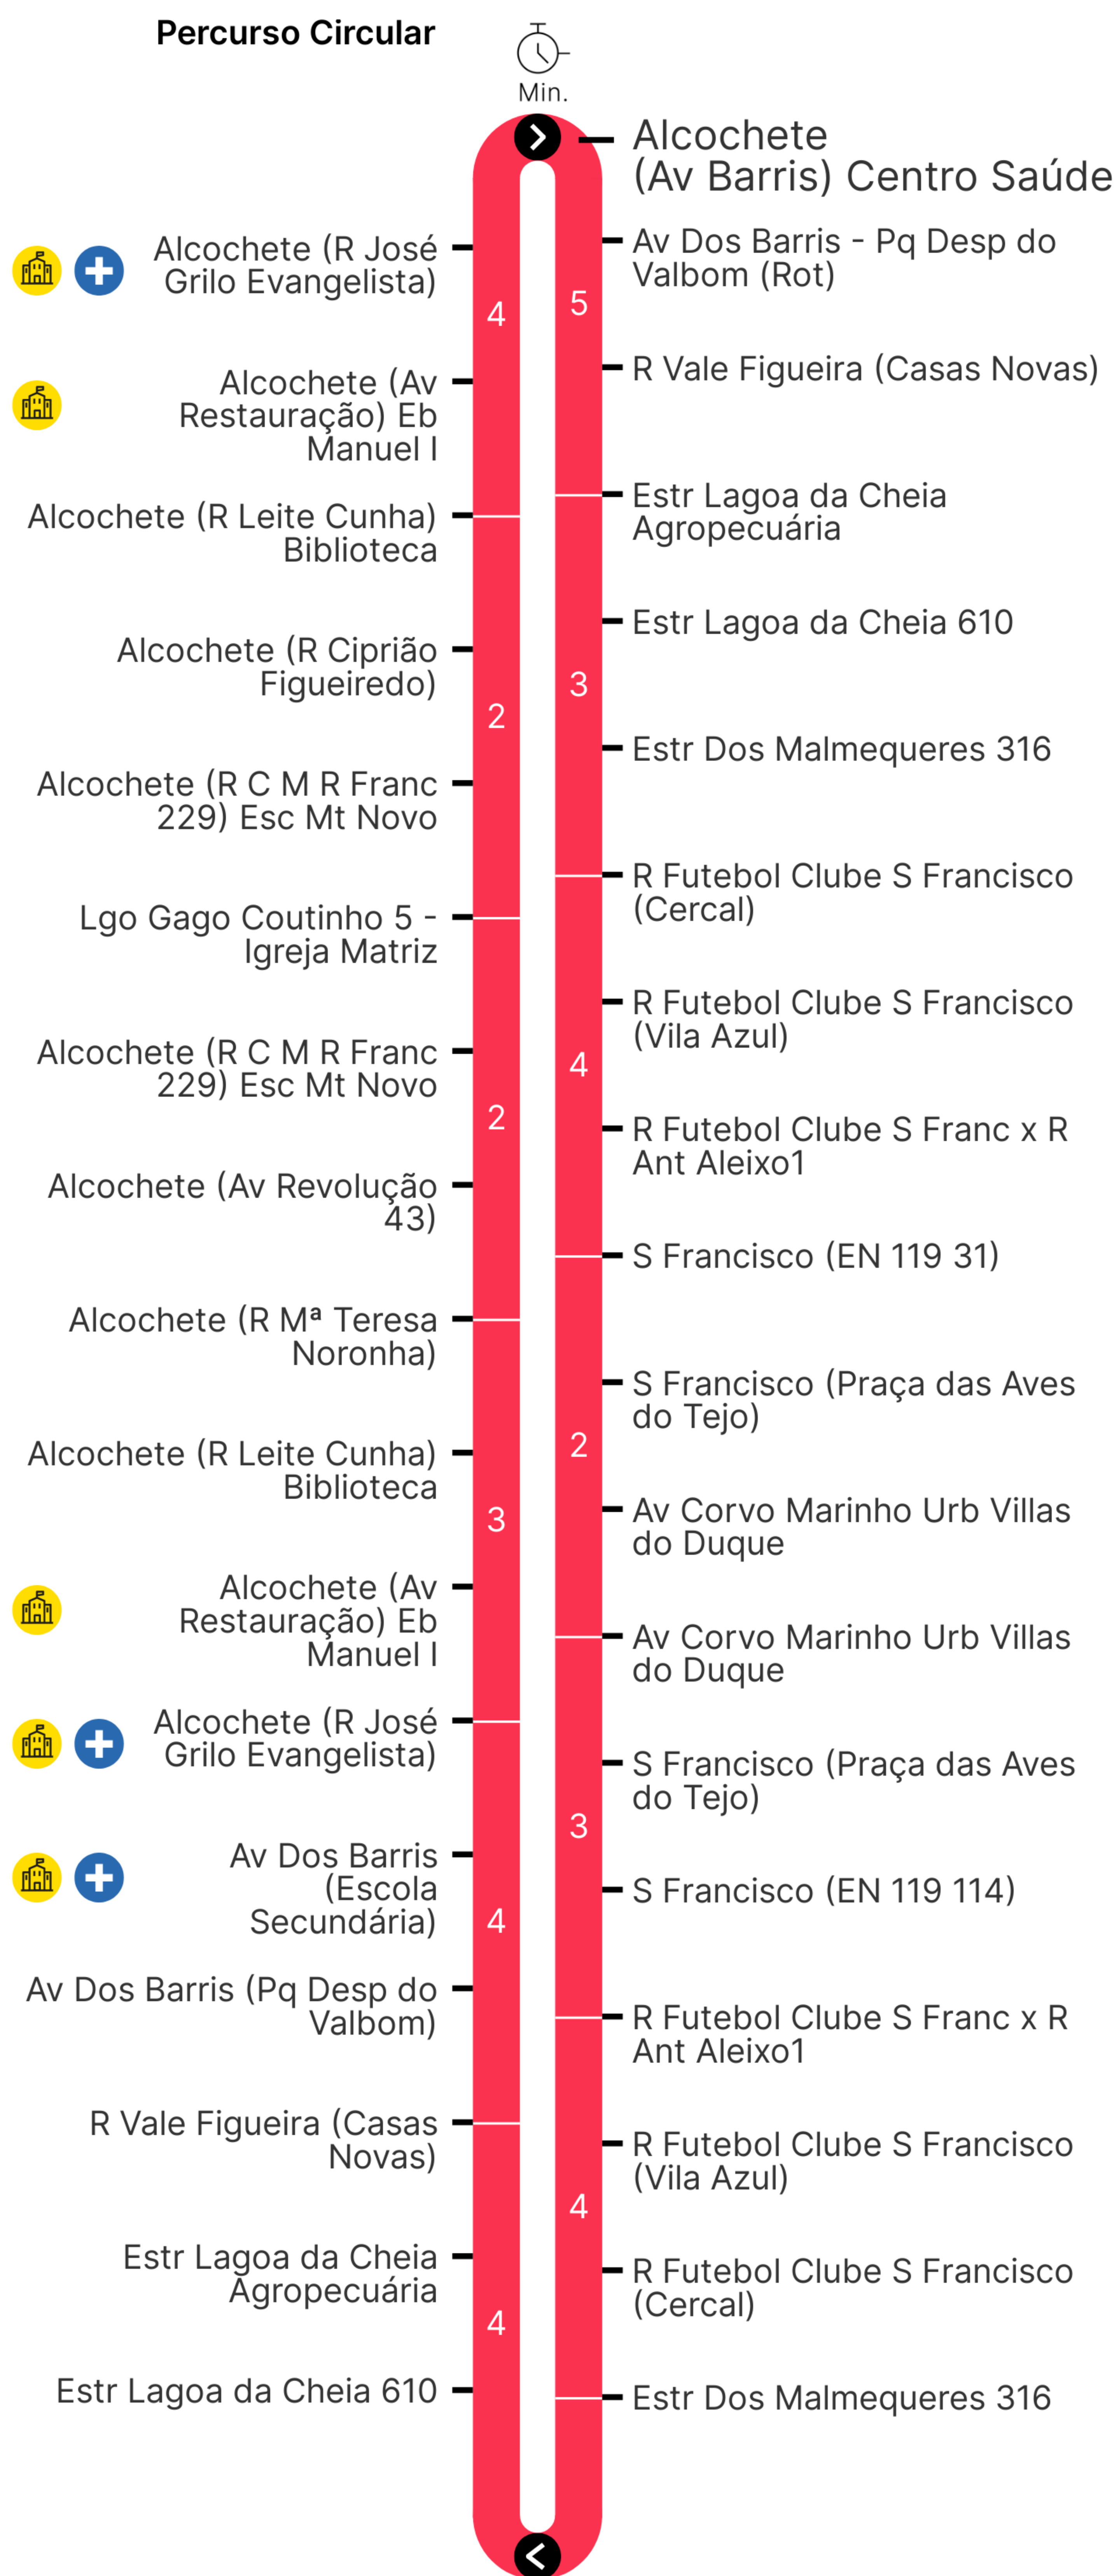 Percurso Circular
Min.
Alcochete
(Av Barris) Centro Saúde
Av Dos Barris - Pq Desp do
Valbom (Rot)
5
R Vale Figueira (Casas Novas)
Estr Lagoa da Cheia
Agropecuária
Estr Lagoa da Cheia 610
3
Estr Dos Malmequeres 316
R Futebol Clube S Francisco
(Cercal)
R Futebol Clube S Francisco
(Vila Azul)
4
R Futebol Clube S Franc x R
Ant Aleixo1
S Francisco (EN 119 31)
S Francisco (Praça das Aves
do Tejo)
2
Av Corvo Marinho Urb Villas
do Duque
Av Corvo Marinho Urb Villas
do Duque
S Francisco (Praça das Aves
do Tejo)
3
S Francisco (EN 119 114)
R Futebol Clube S Franc x R
Ant Aleixo1
R Futebol Clube S Francisco
(Vila Azul)
4
R Futebol Clube S Francisco
(Cercal)
Estr Dos Malmequeres 316
Alcochete (R José
Grilo Evangelista)
4
Alcochete (Av
Restauração) Eb
Manuel I
Alcochete (R Leite Cunha)
Biblioteca
Alcochete (R Ciprião
Figueiredo)
2
Alcochete (R C M R Franc
229) Esc Mt Novo
Lgo Gago Coutinho 5 -
Igreja Matriz
Alcochete (R C M R Franc
229) Esc Mt Novo
2
Alcochete (Av Revolução
43)
Alcochete (R Mª Teresa
Noronha)
Alcochete (R Leite Cunha)
Biblioteca
3
Alcochete (Av
Restauração) Eb
Manuel I
Alcochete (R José
Grilo Evangelista)
Av Dos Barris
(Escola
Secundária)
4
Av Dos Barris (Pq Desp do
Valbom)
R Vale Figueira (Casas
Novas)
Estr Lagoa da Cheia
Agropecuária
4
Estr Lagoa da Cheia 610